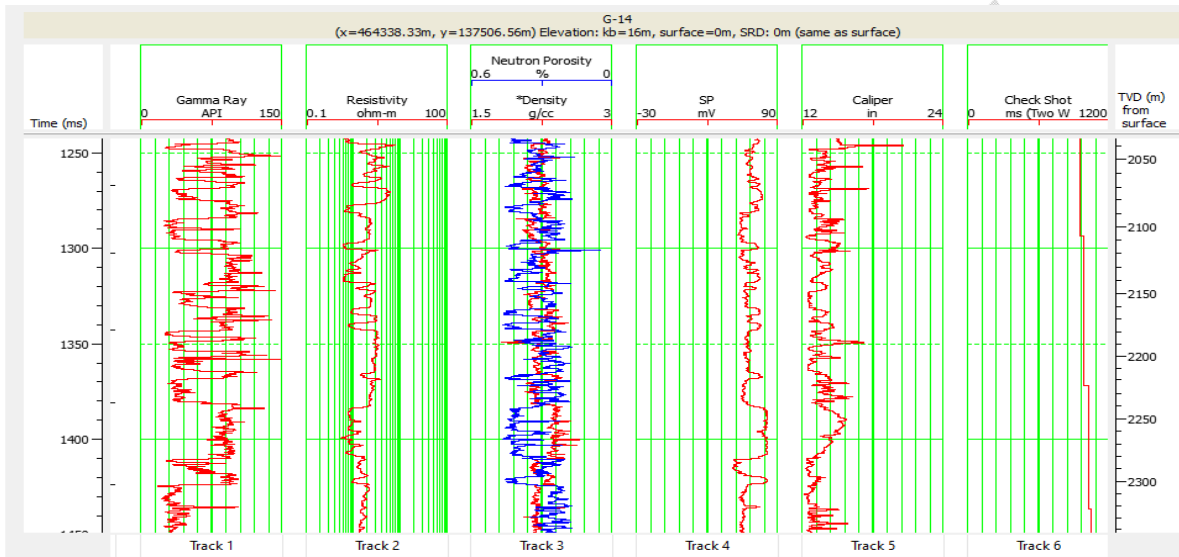 G-14
(x=464338.33m, y=137506.56m) Elevation: kb=16m, surface=0m, SRD: 0m (same as surface)
Neutron Porosity
0.6 % 0
Gamma Ray Resistivity *Density SP Caliper Check Shot TVD (m)
0 API 150 0.1 ohm-m 100 1.5 g/cc 3 -30 mV 90 12 in 24 0 ms (Two W 1200 from
Time (ms) surface
1250 2050
2100
1300
2150
1350
2200
2250
1400
2300
Track 1 Track 2 Track 3 Track 4 Track 5 Track 6